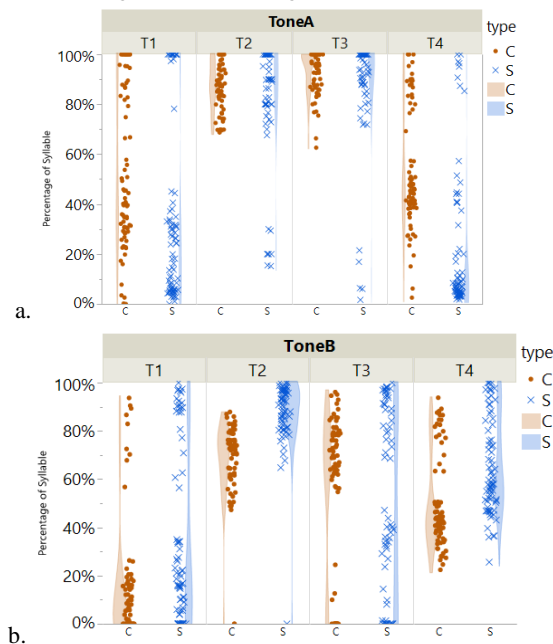 ToneA
type
T1 T2 T3 T4
C
S
C
S
100%
80%
60%
40%
20%
0%
Percentage of Syllable
C S C S C S C S
a.
ToneB
type
T1 T2 T3 T4
C
S
C
S
100%
80%
60%
40%
20%
0%
Percentage of Syllable
C S C S C S C S
b.